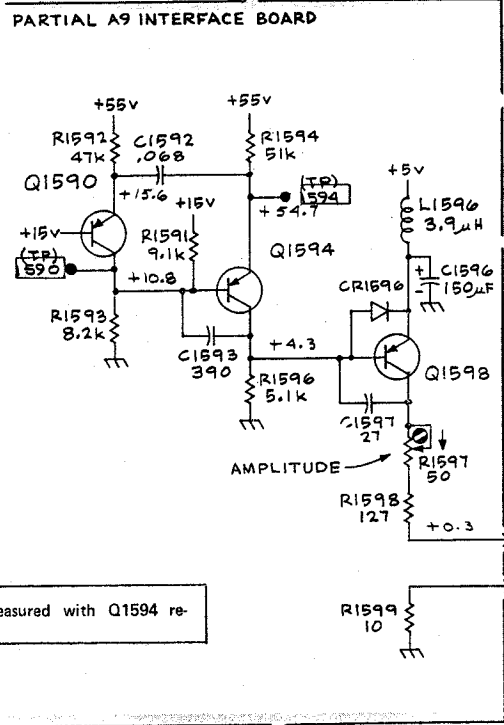 PARTIAL A9 INTERFACE BOARD
+55V
+55V
R1592
47k
C1592
.068
R1594
51k
Q1590
+15.6
(TP)
594
+54.7
+5V
L1596
3.9μH
+15V
+15V
R1591
9.1k
(TP)
590
Q1594
+10.8
CR1596
+
-
C1596
150μF
R1593
8.2k
C1593
390
+4.3
Q1598
R1596
5.1k
C1597
27
AMPLITUDE
R1597
50
R1598
127
+0.3
easured with Q1594 re-
R1599
10